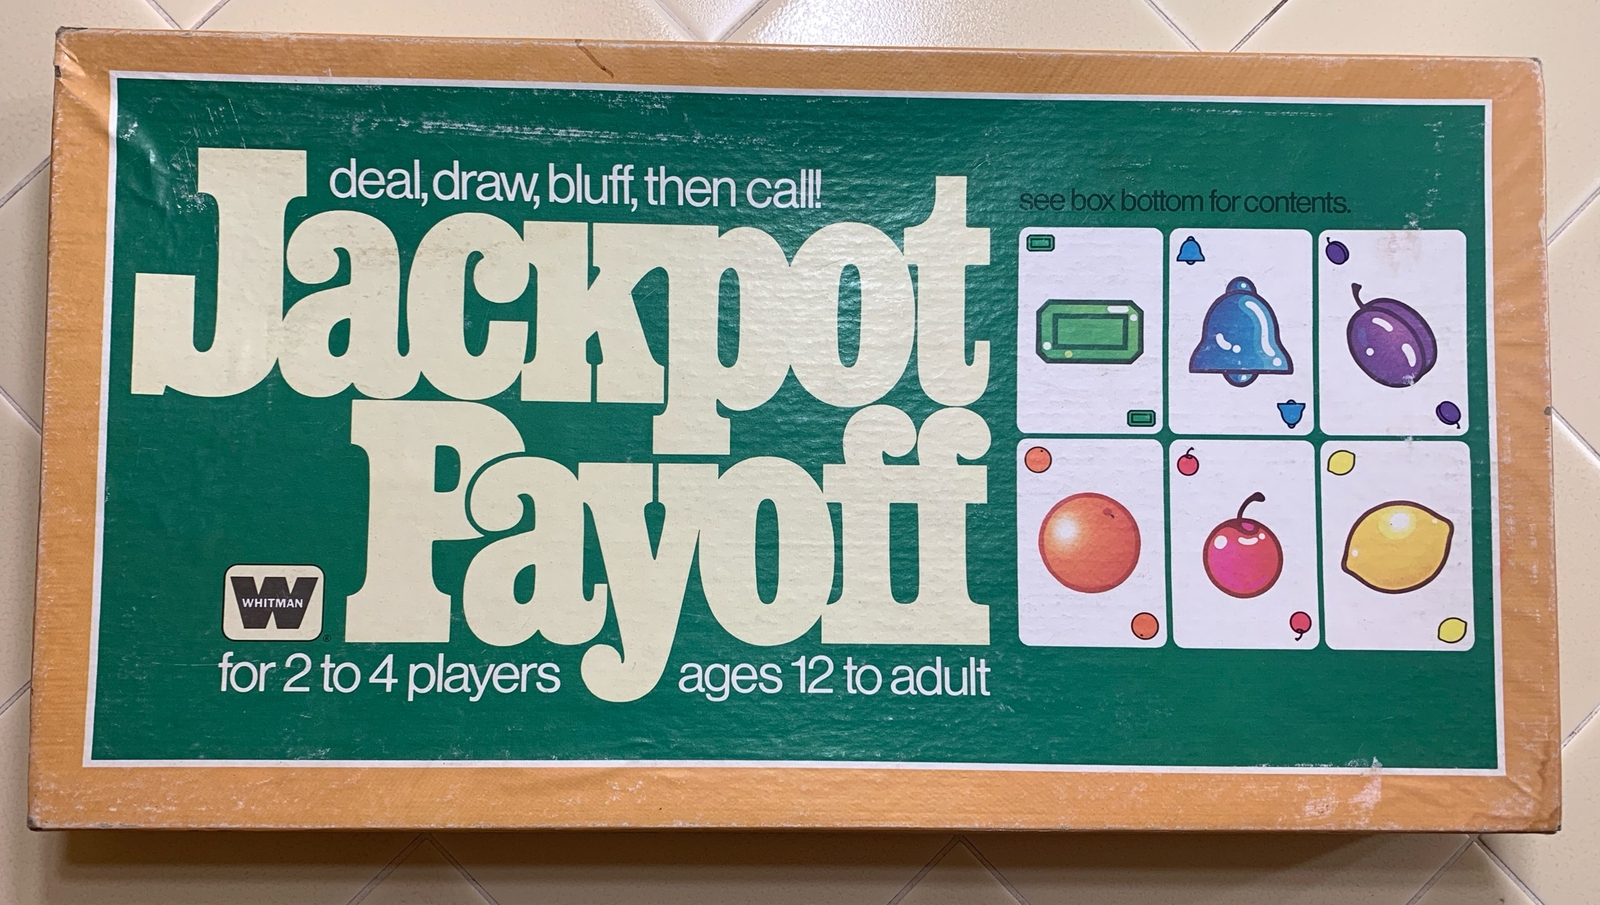 deal, draw, bluff, then call!
Jackpot
Payoff
WHITMAN
for 2 to 4 players
ages 12 to adult
see box bottom for contents.